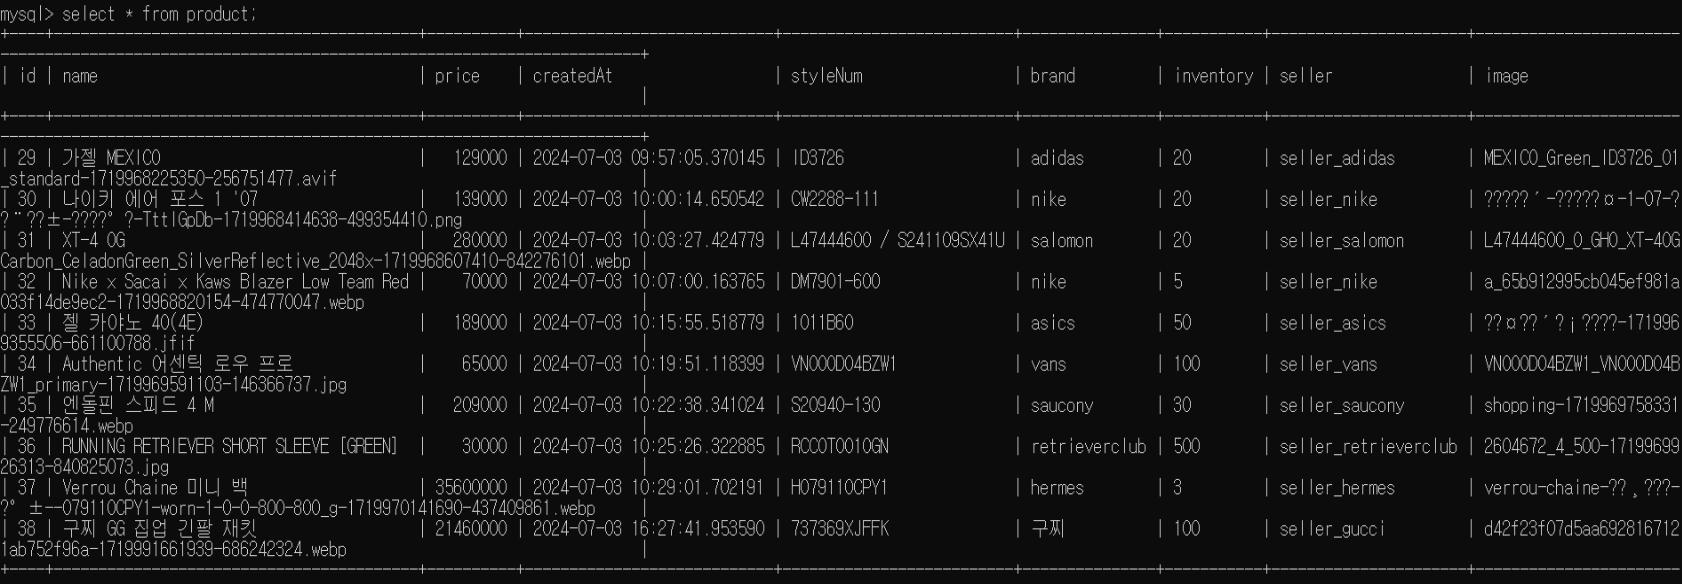 mysql> select * from product;
+----+------------------------------------------+----------+----------------------------+---------------------------+---------------+-----------+----------------------+-----------------------
------------------------------------------------------------------------+
| id | name | price | createdAt | styleNum | brand | inventory | seller | image
|
+----+------------------------------------------+----------+----------------------------+---------------------------+---------------+-----------+----------------------+-----------------------
------------------------------------------------------------------------+
| 29 | 가젤 MEXICO | 129000 | 2024-07-03 09:57:05.370145 | ID3726 | adidas | 20 | seller_adidas | MEXICO_Green_ID3726_01
_standard-1719968225350-256751477.avif |
| 30 | 나이키 에어 포스 1 '07 | 139000 | 2024-07-03 10:00:14.650542 | CW2288-111 | nike | 20 | seller_nike | ?????´-?????¤-1-07-?
?¨??±-????°?-TttlGpDb-1719968414638-499354410.png |
| 31 | XT-4 OG | 280000 | 2024-07-03 10:03:27.424779 | L47444600 / S241109SX41U | salomon | 20 | seller_salomon | L47444600_0_GHO_XT-4OG
Carbon_CeladonGreen_SilverReflective_2048x-1719968607410-842276101.webp |
| 32 | Nike x Sacai x Kaws Blazer Low Team Red | 70000 | 2024-07-03 10:07:00.163765 | DM7901-600 | nike | 5 | seller_nike | a_65b912995cb045ef981a
033f14de9ec2-1719968820154-474770047.webp |
| 33 | 젤 카야노 40(4E) | 189000 | 2024-07-03 10:15:55.518779 | 1011B60 | asics | 50 | seller_asics | ??¤??´?¡????-171996
9355506-661100788.jfif |
| 34 | Authentic 어센틱 로우 프로 | 65000 | 2024-07-03 10:19:51.118399 | VN000D04BZW1 | vans | 100 | seller_vans | VN000D04BZW1_VN000D04B
ZW1_primary-1719969591103-146366737.jpg |
| 35 | 엔돌핀 스피드 4 M | 209000 | 2024-07-03 10:22:38.341024 | S20940-130 | saucony | 30 | seller_saucony | shopping-1719969758331
-249776614.webp |
| 36 | RUNNING RETRIEVER SHORT SLEEVE [GREEN] | 30000 | 2024-07-03 10:25:26.322885 | RCC0T001OGN | retrieverclub | 500 | seller_retrieverclub | 2604672_4_500-17199699
26313-840825073.jpg |
| 37 | Verrou Chaine 미니 백 | 35600000 | 2024-07-03 10:29:01.702191 | H079110CPY1 | hermes | 3 | seller_hermes | verrou-chaine-??¸???-
?°±--079110CPY1-worn-1-0-0-800-800_g-1719970141690-437409861.webp |
| 38 | 구찌 GG 집업 긴팔 재킷 | 21460000 | 2024-07-03 16:27:41.953590 | 737369XJFFK | 구찌 | 100 | seller_gucci | d42f23f07d5aa692816712
1ab752f96a-1719991661939-686242324.webp |
+----+------------------------------------------+----------+----------------------------+---------------------------+---------------+-----------+----------------------+-----------------------